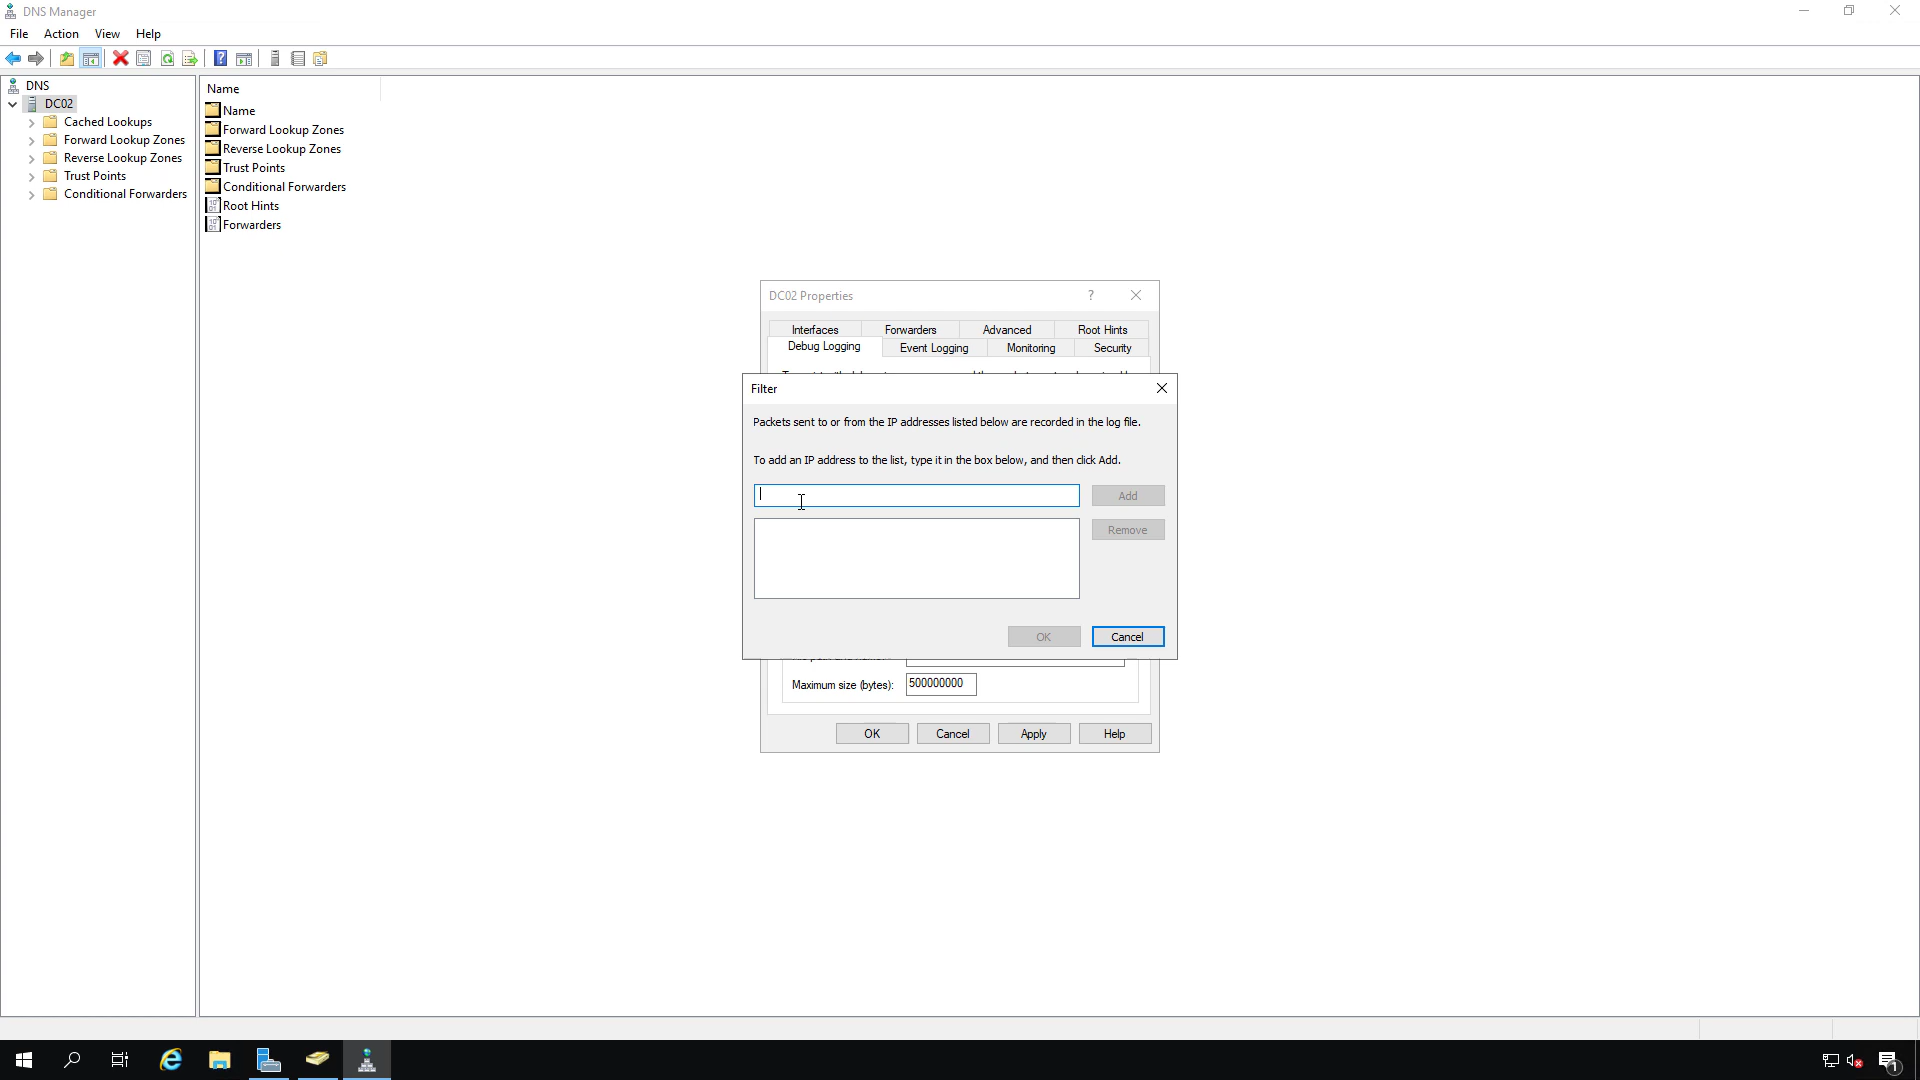 DNS Manager
File Action View Help
DNS
DC02
Cached Lookups
Forward Lookup Zones
Reverse Lookup Zones
Trust Points
Conditional Forwarders
Name
Name
Forward Lookup Zones
Reverse Lookup Zones
Trust Points
Conditional Forwarders
Root Hints
Forwarders
DC02 Properties
Interfaces Forwarders Advanced Root Hints
Debug Logging Event Logging Monitoring Security
Filter
Packets sent to or from the IP addresses listed below are recorded in the log file.
To add an IP address to the list, type it in the box below, and then click Add.
Add
Remove
OK Cancel
Maximum size (bytes): 500000000
OK Cancel Apply Help
1